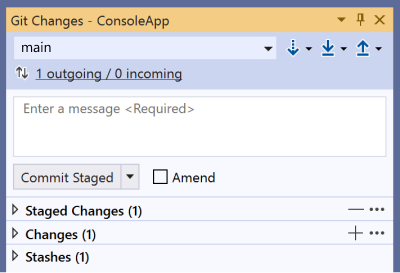 Git Changes - ConsoleApp
main
1 outgoing / 0 incoming
Enter a message <Required>
Commit Staged
Amend
Staged Changes (1)
Changes (1)
Stashes (1)